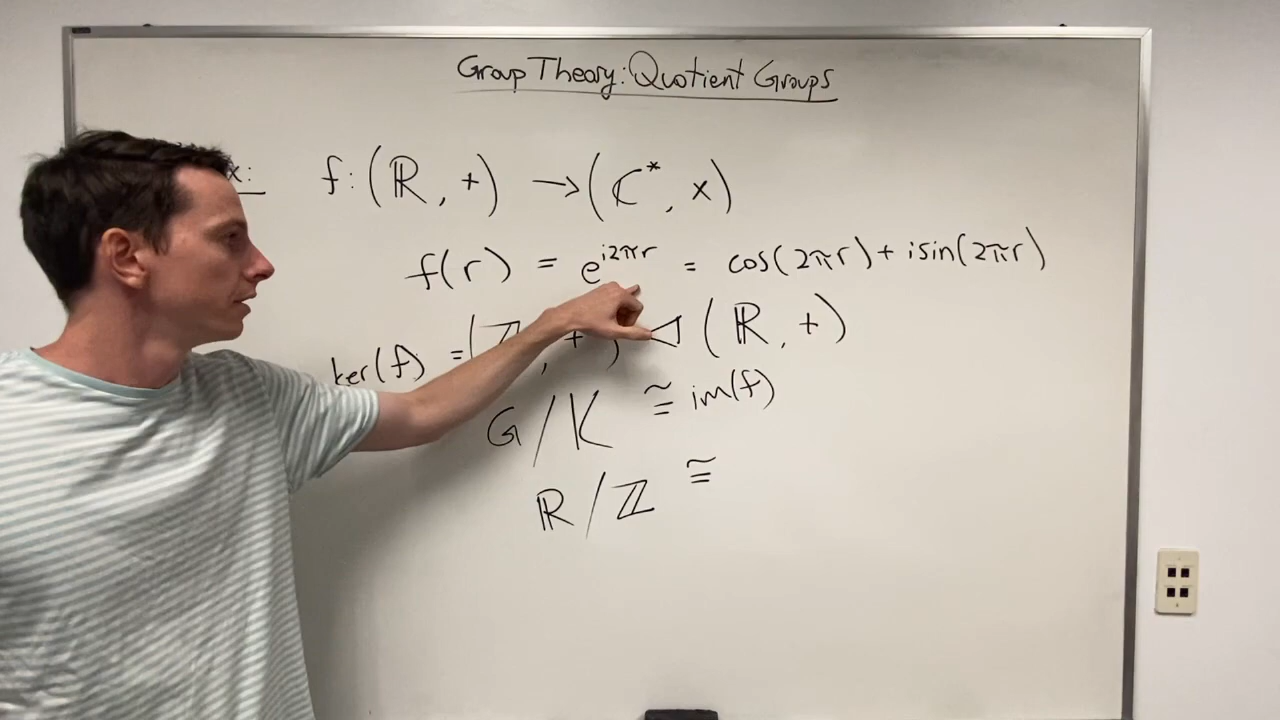 Group Theory: Quotient Groups
x: f: (ℝ, +) → (ℂ*, x)
f(r) = e^{i2πr} = cos(2πr) + isin(2πr)
ker(f) = (ℤ, +) ◁ (ℝ, +)
G/K ≅ im(f)
ℝ/ℤ ≅